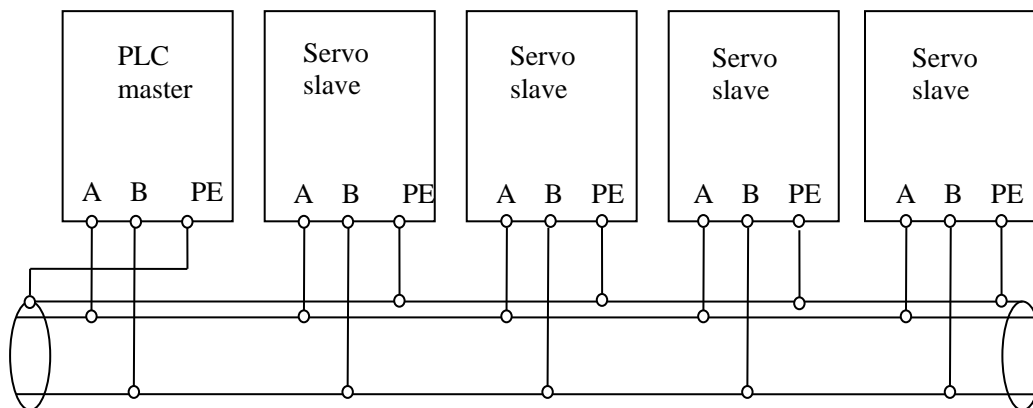 PLC
master
Servo
slave
Servo
slave
Servo
slave
Servo
slave
A B PE
A B PE
A B PE
A B PE
A B PE